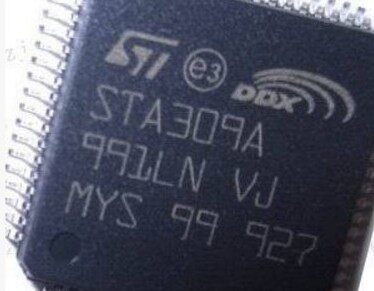 ST e3 DDX
STA309A
991LN VJ
MYS 99 927